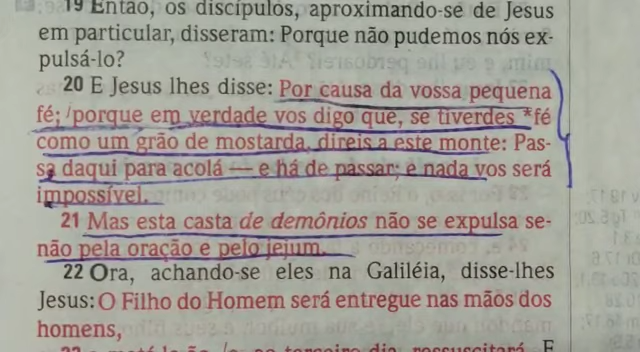 19 Então, os discípulos, aproximando-se de Jesus
em particular, disseram: Porque não pudemos nós ex-
pulsá-lo?
20 E Jesus lhes disse: Por causa da vossa pequena
fé; porque em verdade vos digo que, se tiverdes *fé
como um grão de mostarda, direis a este monte: Pas-
sa daqui para acolá — e há de passar; e nada vos será
impossível.
21 Mas esta casta de demônios não se expulsa se-
não pela oração e pelo jejum.
22 Ora, achando-se eles na Galiléia, disse-lhes
Jesus: O Filho do Homem será entregue nas mãos dos
homens,